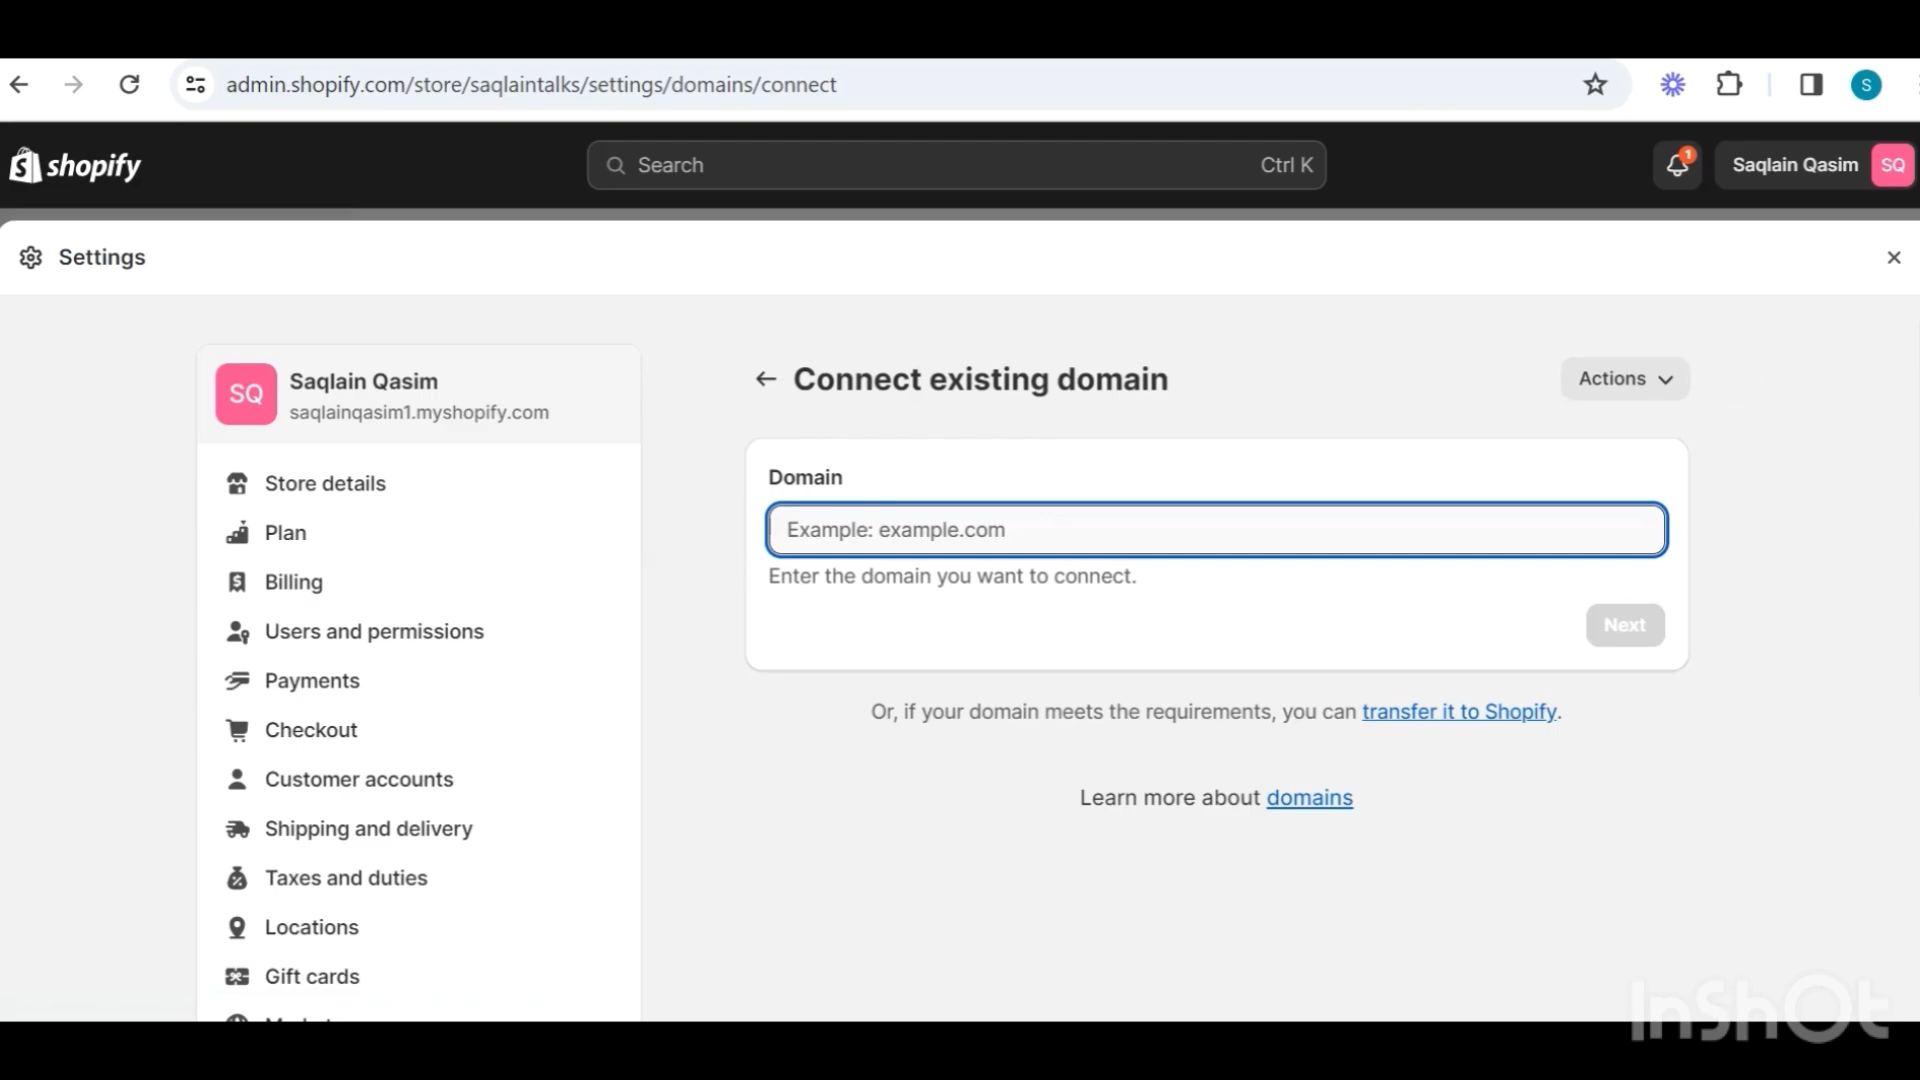 admin.shopify.com/store/saqlaintalks/settings/domains/connect
S
shopify
Search
Ctrl K
1
Saqlain Qasim
SQ
Settings
SQ
Saqlain Qasim
saqlainqasim1.myshopify.com
Store details
Plan
Billing
Users and permissions
Payments
Checkout
Customer accounts
Shipping and delivery
Taxes and duties
Locations
Gift cards
Connect existing domain
Actions
Domain
Example: example.com
Enter the domain you want to connect.
Next
Or, if your domain meets the requirements, you can transfer it to Shopify.
Learn more about domains
InShOt